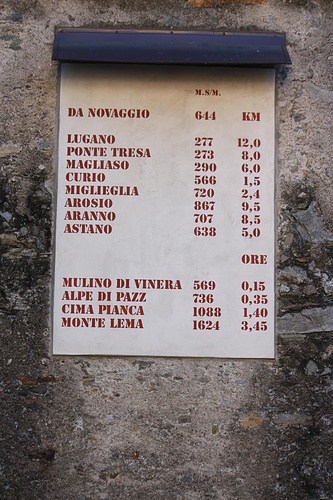 M.S/M.
DA NOVAGGIO 644 KM
LUGANO 277 12,0
PONTE TRESA 273 8,0
MAGLIASO 290 6,0
CURIO 566 1,5
MIGLIEGLIA 720 2,4
AROSIO 867 9,5
ARANNO 707 8,5
ASTANO 638 5,0
ORE
MULINO DI VINERA 569 0,15
ALPE DI PAZZ 736 0,35
CIMA PIANCA 1088 1,40
MONTE LEMA 1624 3,45